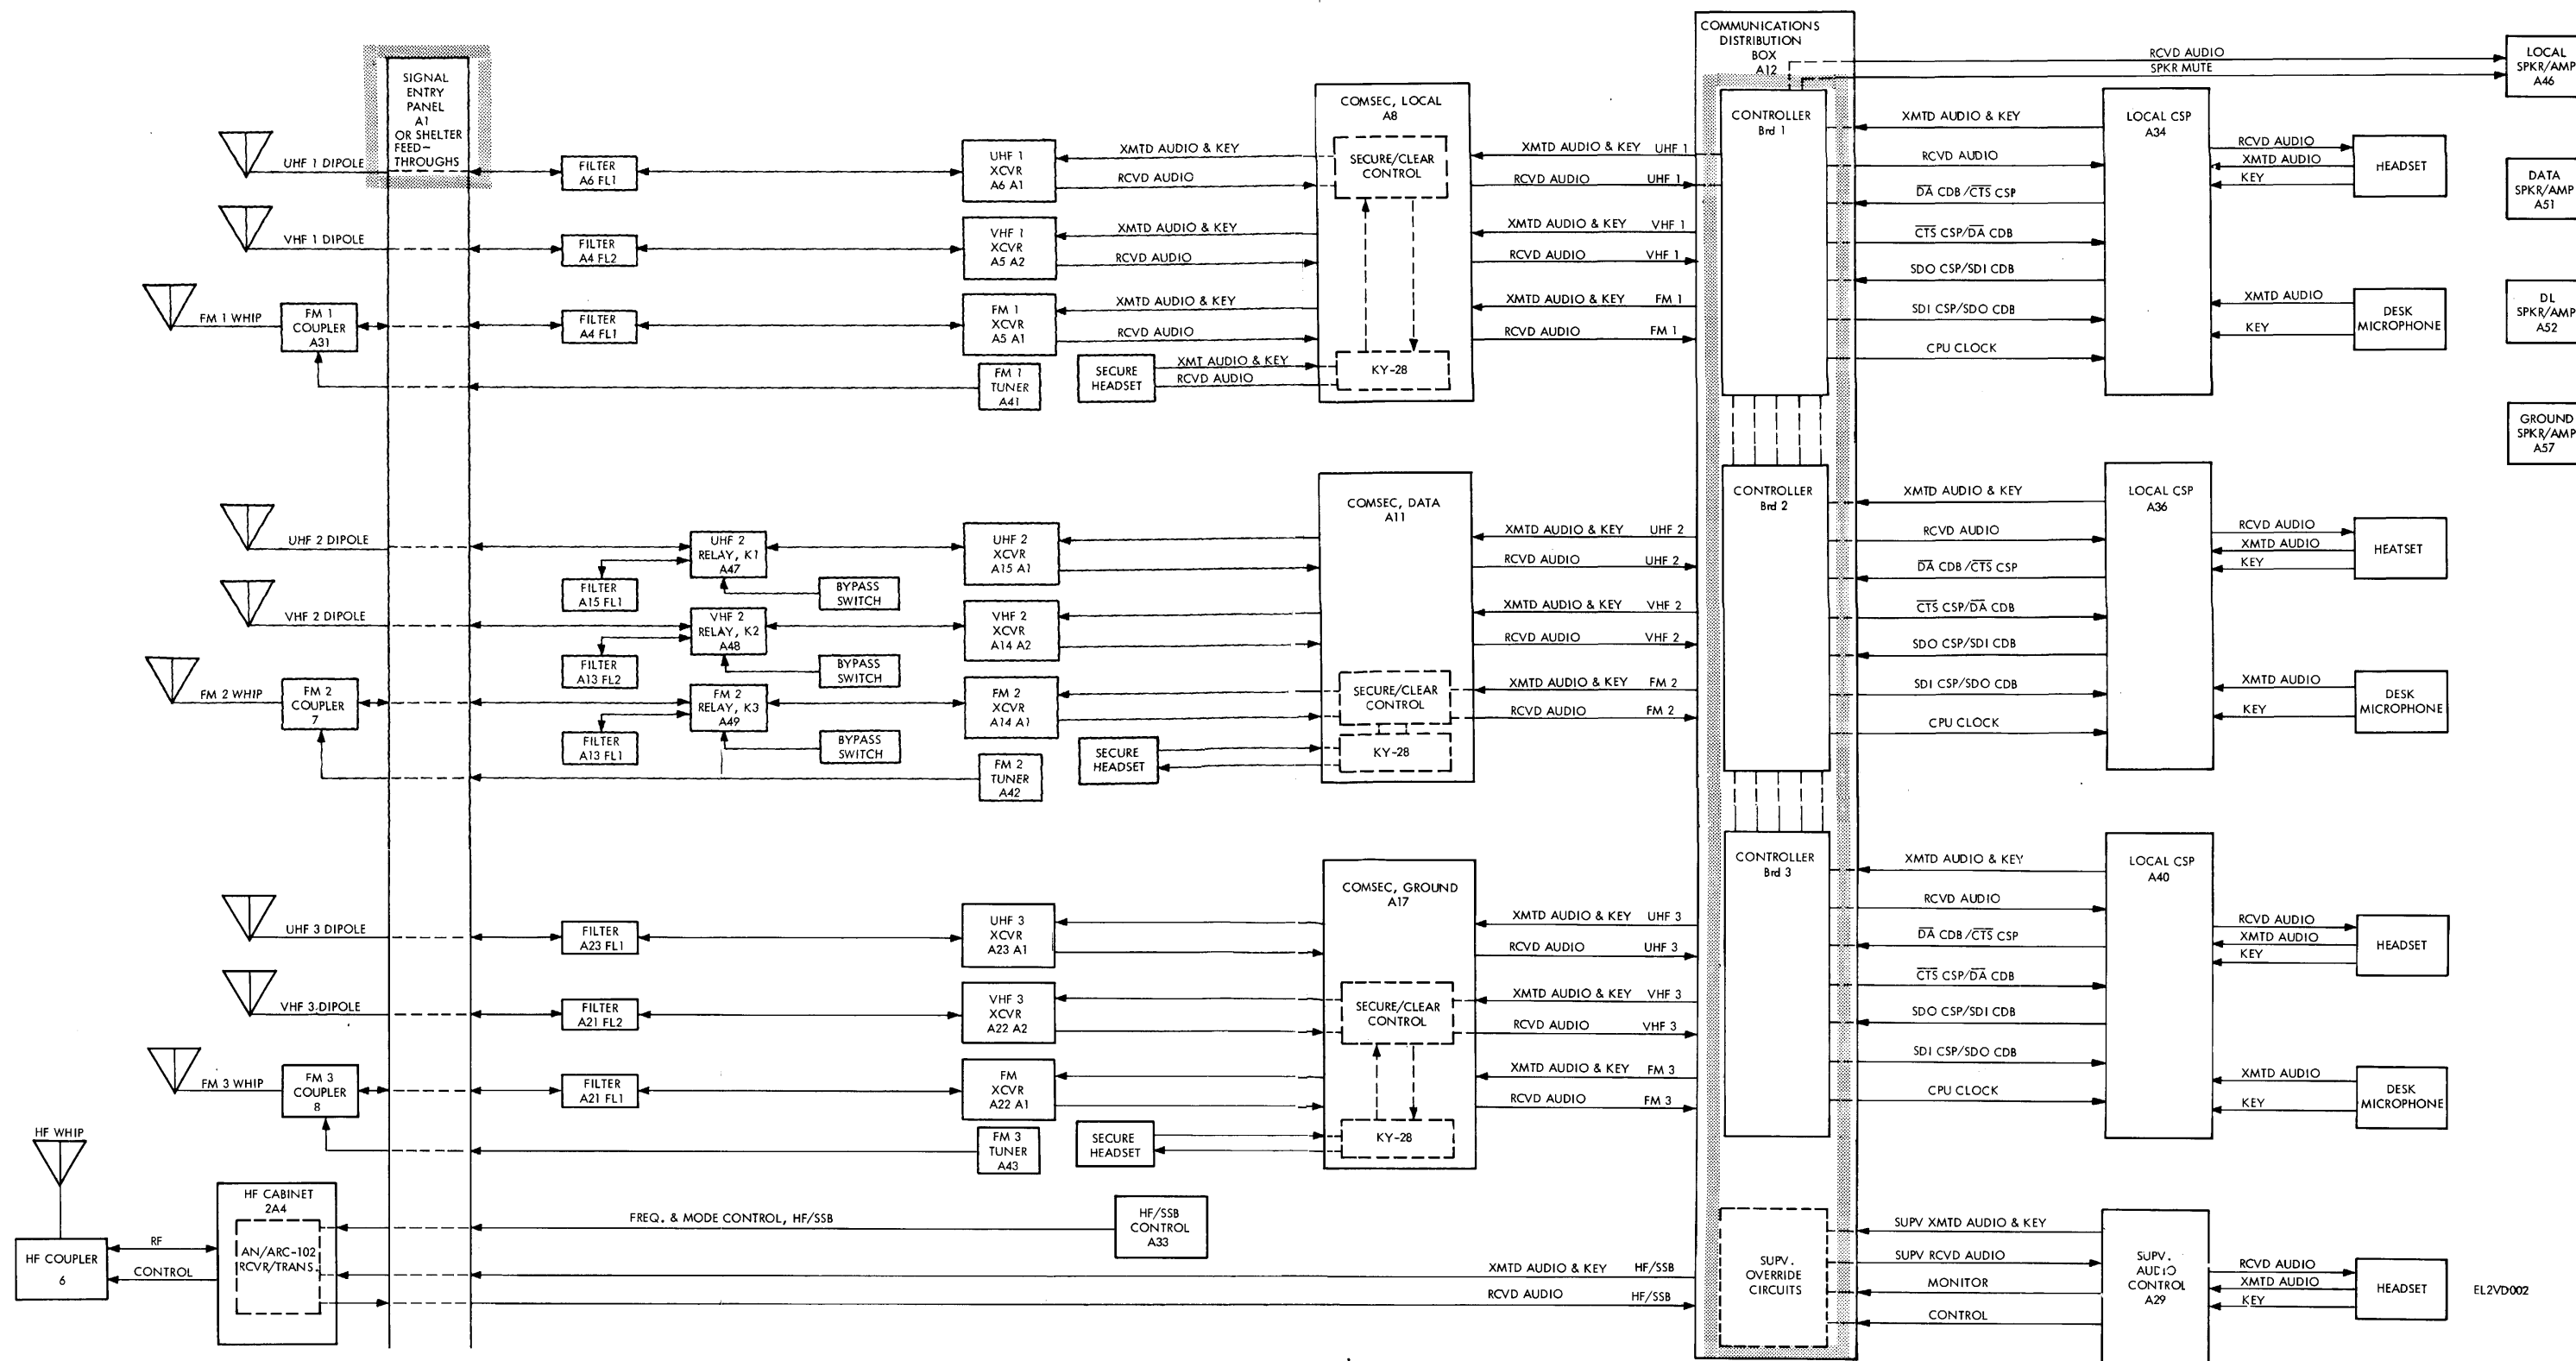 COMMUNICATIONS
DISTRIBUTION
BOX
A12
RCVD AUDIO
SPKR MUTE
LOCAL
SPKR/AMP
A46
DATA
SPKR/AMP
A51
DL
SPKR/AMP
A52
GROUND
SPKR/AMP
A57
SIGNAL
ENTRY
PANEL
A1
OR SHELTER
FEED~
THROUGHS
UHF 1 DIPOLE
FILTER
A6 FL1
UHF 1
XCVR
A6 A1
XMTD AUDIO & KEY
RCVD AUDIO
COMSEC, LOCAL
A8
SECURE/CLEAR
CONTROL
XMTD AUDIO & KEY UHF 1
RCVD AUDIO UHF 1
VHF 1 DIPOLE
FILTER
A4 FL2
VHF 1
XCVR
A5 A2
XMTD AUDIO & KEY
RCVD AUDIO
XMTD AUDIO & KEY VHF 1
RCVD AUDIO VHF 1
FM 1 WHIP
FM 1
COUPLER
A31
FILTER
A4 FL1
FM 1
XCVR
A5 A1
XMTD AUDIO & KEY
RCVD AUDIO
XMTD AUDIO & KEY FM 1
RCVD AUDIO FM 1
FM 1
TUNER
A41
SECURE
HEADSET
XMT AUDIO & KEY
RCVD AUDIO
KY-28
CONTROLLER
Brd 1
XMTD AUDIO & KEY
RCVD AUDIO
D̅A̅ CDB/C̅T̅S̅ CSP
C̅T̅S̅ CSP/D̅A̅ CDB
SDO CSP/SDI CDB
SDI CSP/SDO CDB
CPU CLOCK
LOCAL CSP
A34
RCVD AUDIO
XMTD AUDIO
KEY
HEADSET
XMTD AUDIO
KEY
DESK
MICROPHONE
UHF 2 DIPOLE
UHF 2
RELAY, K1
A47
FILTER
A15 FL1
BYPASS
SWITCH
UHF 2
XCVR
A15 A1
COMSEC, DATA
A11
XMTD AUDIO & KEY UHF 2
RCVD AUDIO UHF 2
VHF 2 DIPOLE
VHF 2
RELAY, K2
A48
FILTER
A13 FL2
BYPASS
SWITCH
VHF 2
XCVR
A14 A2
XMTD AUDIO & KEY VHF 2
RCVD AUDIO VHF 2
FM 2 WHIP
FM 2
COUPLER
7
FM 2
RELAY, K3
A49
FILTER
A13 FL1
BYPASS
SWITCH
FM 2
XCVR
A14 A1
SECURE/CLEAR
CONTROL
XMTD AUDIO & KEY FM 2
RCVD AUDIO FM 2
FM 2
TUNER
A42
SECURE
HEADSET
KY-28
CONTROLLER
Brd 2
XMTD AUDIO & KEY
RCVD AUDIO
D̅A̅ CDB/C̅T̅S̅ CSP
C̅T̅S̅ CSP/D̅A̅ CDB
SDO CSP/SDI CDB
SDI CSP/SDO CDB
CPU CLOCK
LOCAL CSP
A36
RCVD AUDIO
XMTD AUDIO
KEY
HEATSET
XMTD AUDIO
KEY
DESK
MICROPHONE
UHF 3 DIPOLE
FILTER
A23 FL1
UHF 3
XCVR
A23 A1
COMSEC, GROUND
A17
XMTD AUDIO & KEY UHF 3
RCVD AUDIO UHF 3
VHF 3 DIPOLE
FILTER
A21 FL2
VHF 3
XCVR
A22 A2
SECURE/CLEAR
CONTROL
XMTD AUDIO & KEY VHF 3
RCVD AUDIO VHF 3
FM 3 WHIP
FM 3
COUPLER
8
FILTER
A21 FL1
FM
XCVR
A22 A1
XMTD AUDIO & KEY FM 3
RCVD AUDIO FM 3
FM 3
TUNER
A43
SECURE
HEADSET
KY-28
CONTROLLER
Brd 3
XMTD AUDIO & KEY
RCVD AUDIO
D̅A̅ CDB/C̅T̅S̅ CSP
C̅T̅S̅ CSP/D̅A̅ CDB
SDO CSP/SDI CDB
SDI CSP/SDO CDB
CPU CLOCK
LOCAL CSP
A40
RCVD AUDIO
XMTD AUDIO
KEY
HEADSET
XMTD AUDIO
KEY
DESK
MICROPHONE
HF WHIP
HF COUPLER
6
RF
CONTROL
HF CABINET
2A4
AN/ARC-102
RCVR/TRANS.
FREQ. & MODE CONTROL, HF/SSB
HF/SSB
CONTROL
A33
XMTD AUDIO & KEY HF/SSB
RCVD AUDIO HF/SSB
SUPV.
OVERRIDE
CIRCUITS
SUPV XMTD AUDIO & KEY
SUPV RCVD AUDIO
MONITOR
CONTROL
SUPV.
AUDIO
CONTROL
A29
RCVD AUDIO
XMTD AUDIO
KEY
HEADSET
EL2VD002